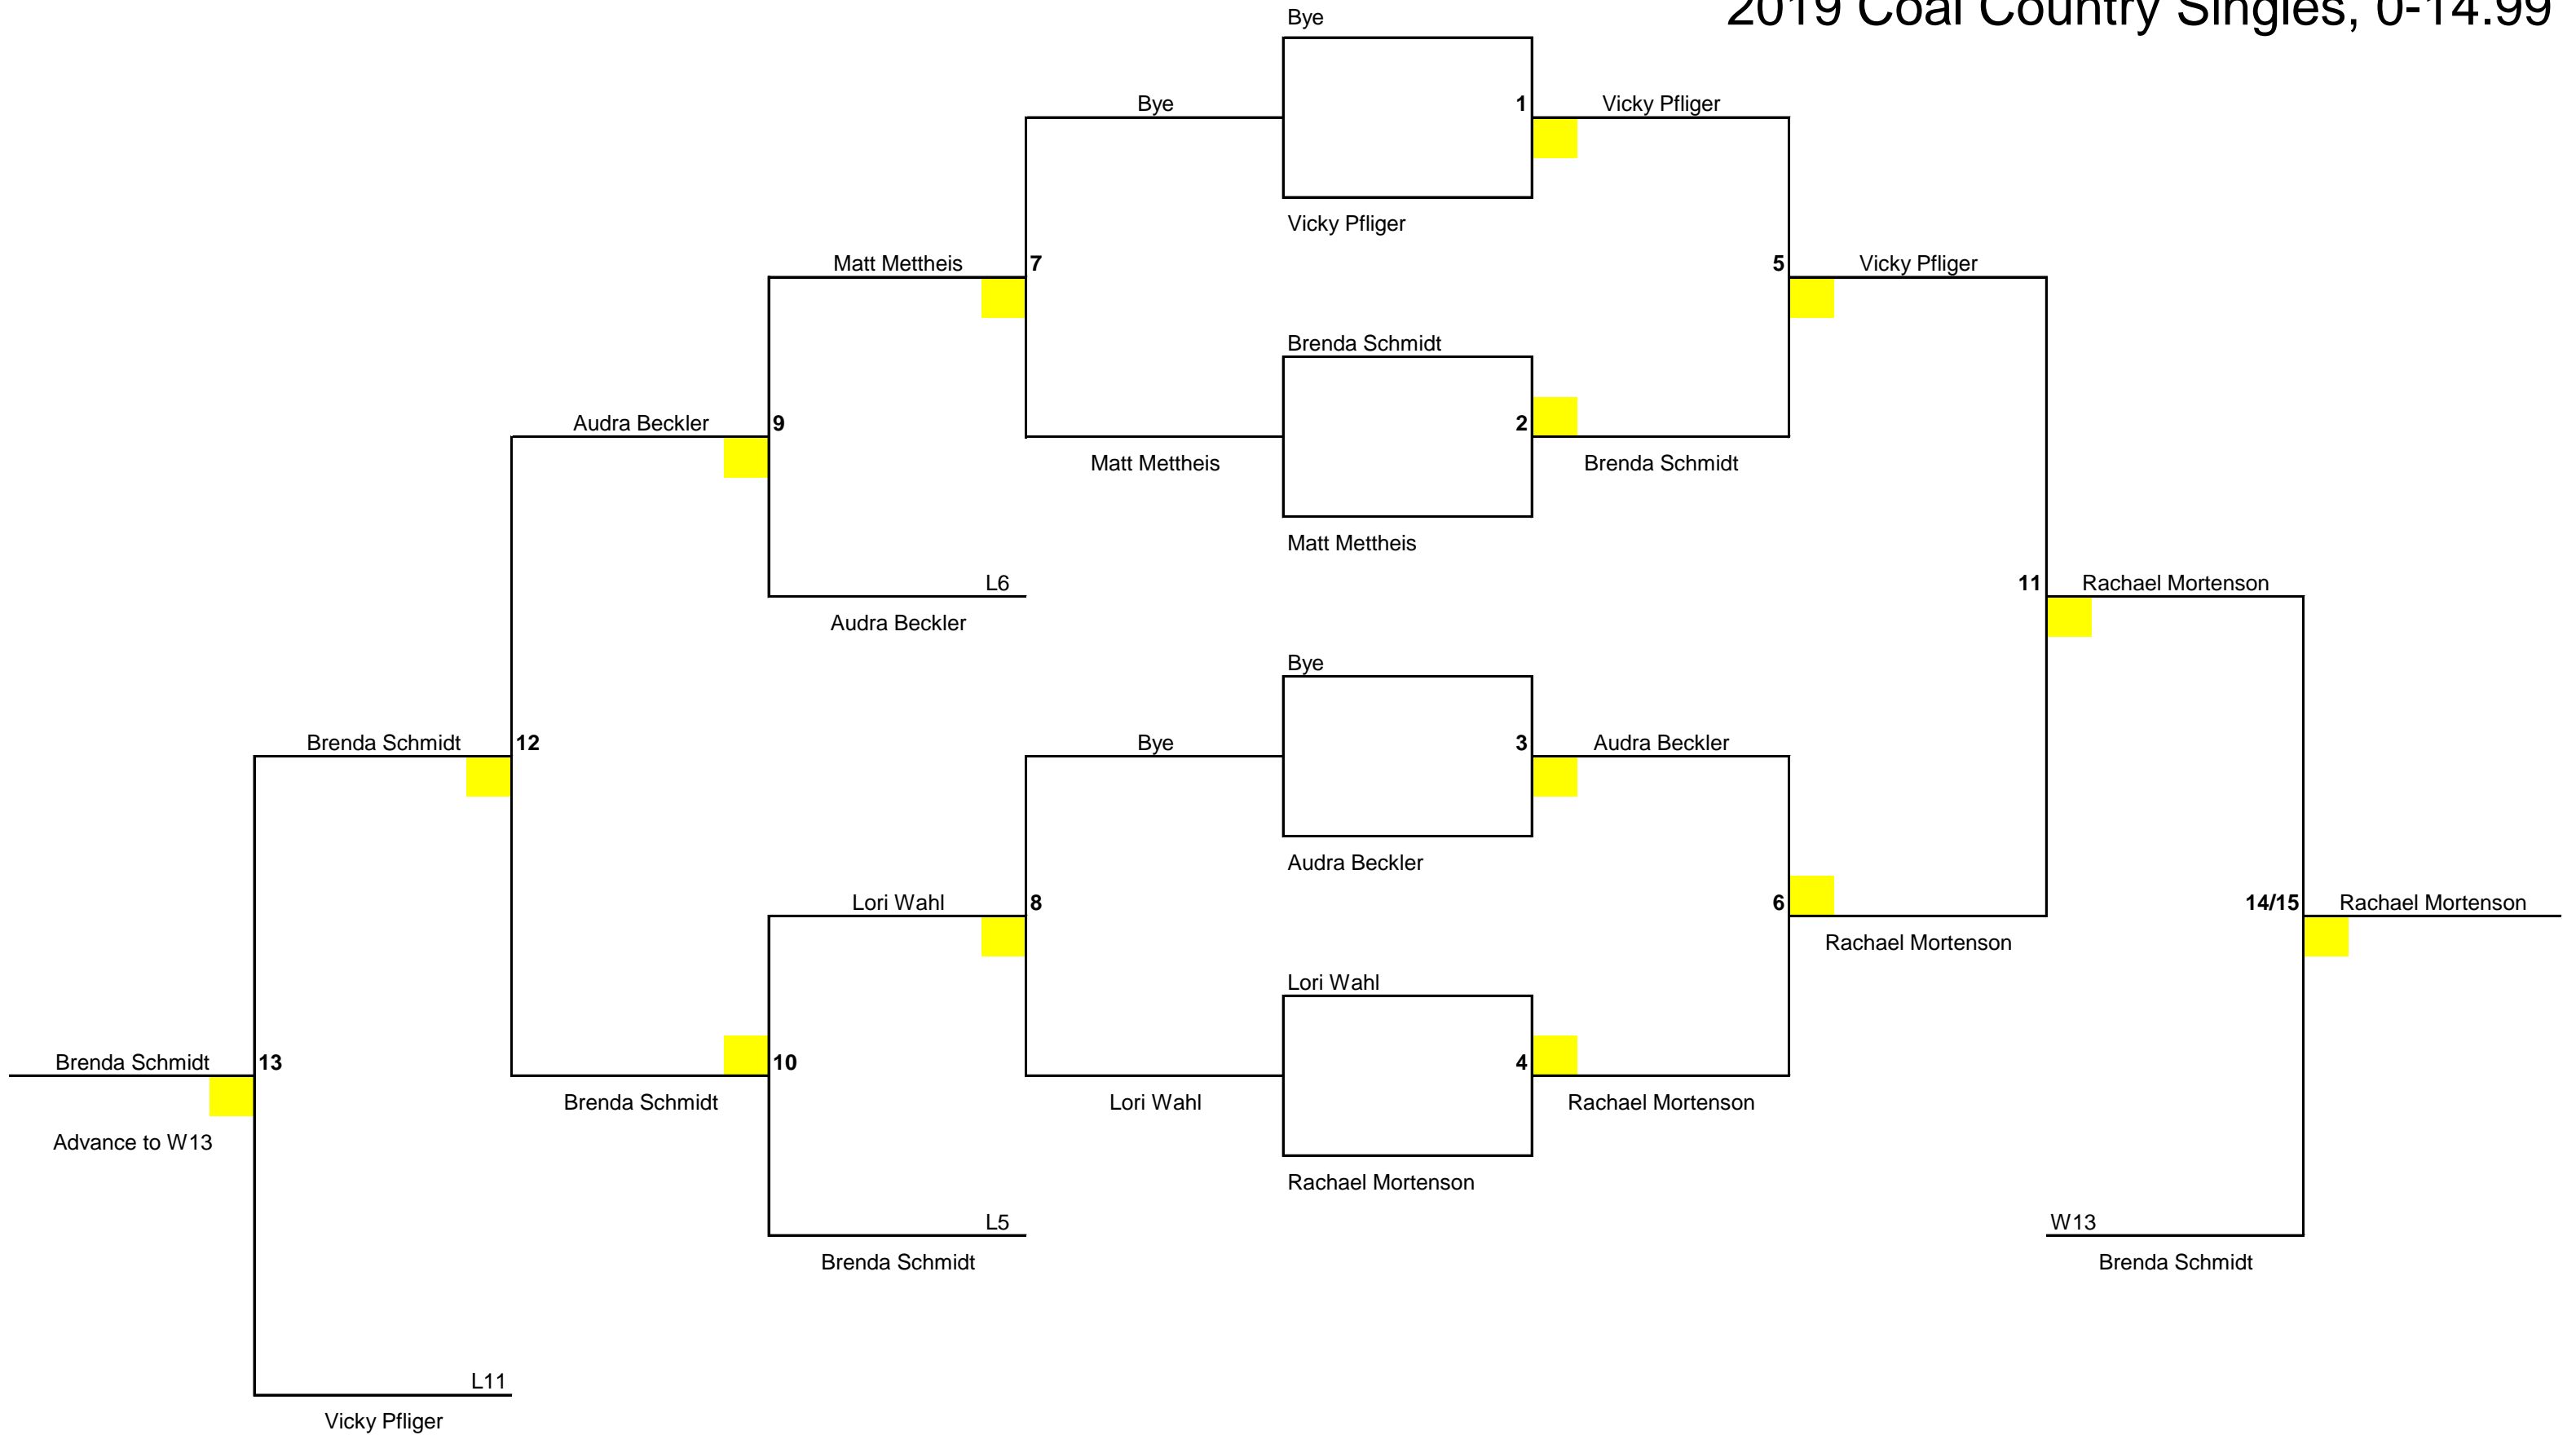 2019 Coal Country Singles, 0-14.99
Bye
Bye
1
Vicky Pfliger
Vicky Pfliger
Matt Mettheis
7
5
Vicky Pfliger
Brenda Schmidt
Audra Beckler
9
2
Matt Mettheis
Brenda Schmidt
Matt Mettheis
L6
11
Rachael Mortenson
Audra Beckler
Bye
Brenda Schmidt
12
Bye
3
Audra Beckler
Audra Beckler
Lori Wahl
8
6
14/15
Rachael Mortenson
Rachael Mortenson
Lori Wahl
Brenda Schmidt
13
10
4
Brenda Schmidt
Lori Wahl
Rachael Mortenson
Advance to W13
Rachael Mortenson
L5
W13
Brenda Schmidt
Brenda Schmidt
L11
Vicky Pfliger